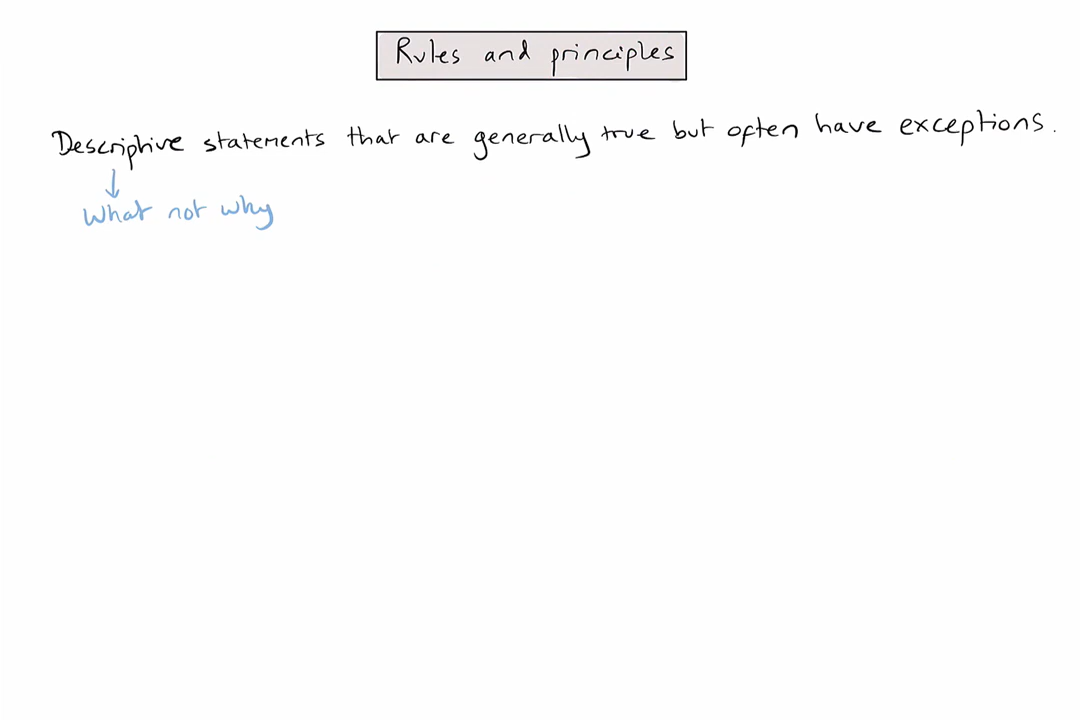 Rules and principles
Descriptive statements that are generally true but often have exceptions.
What not why